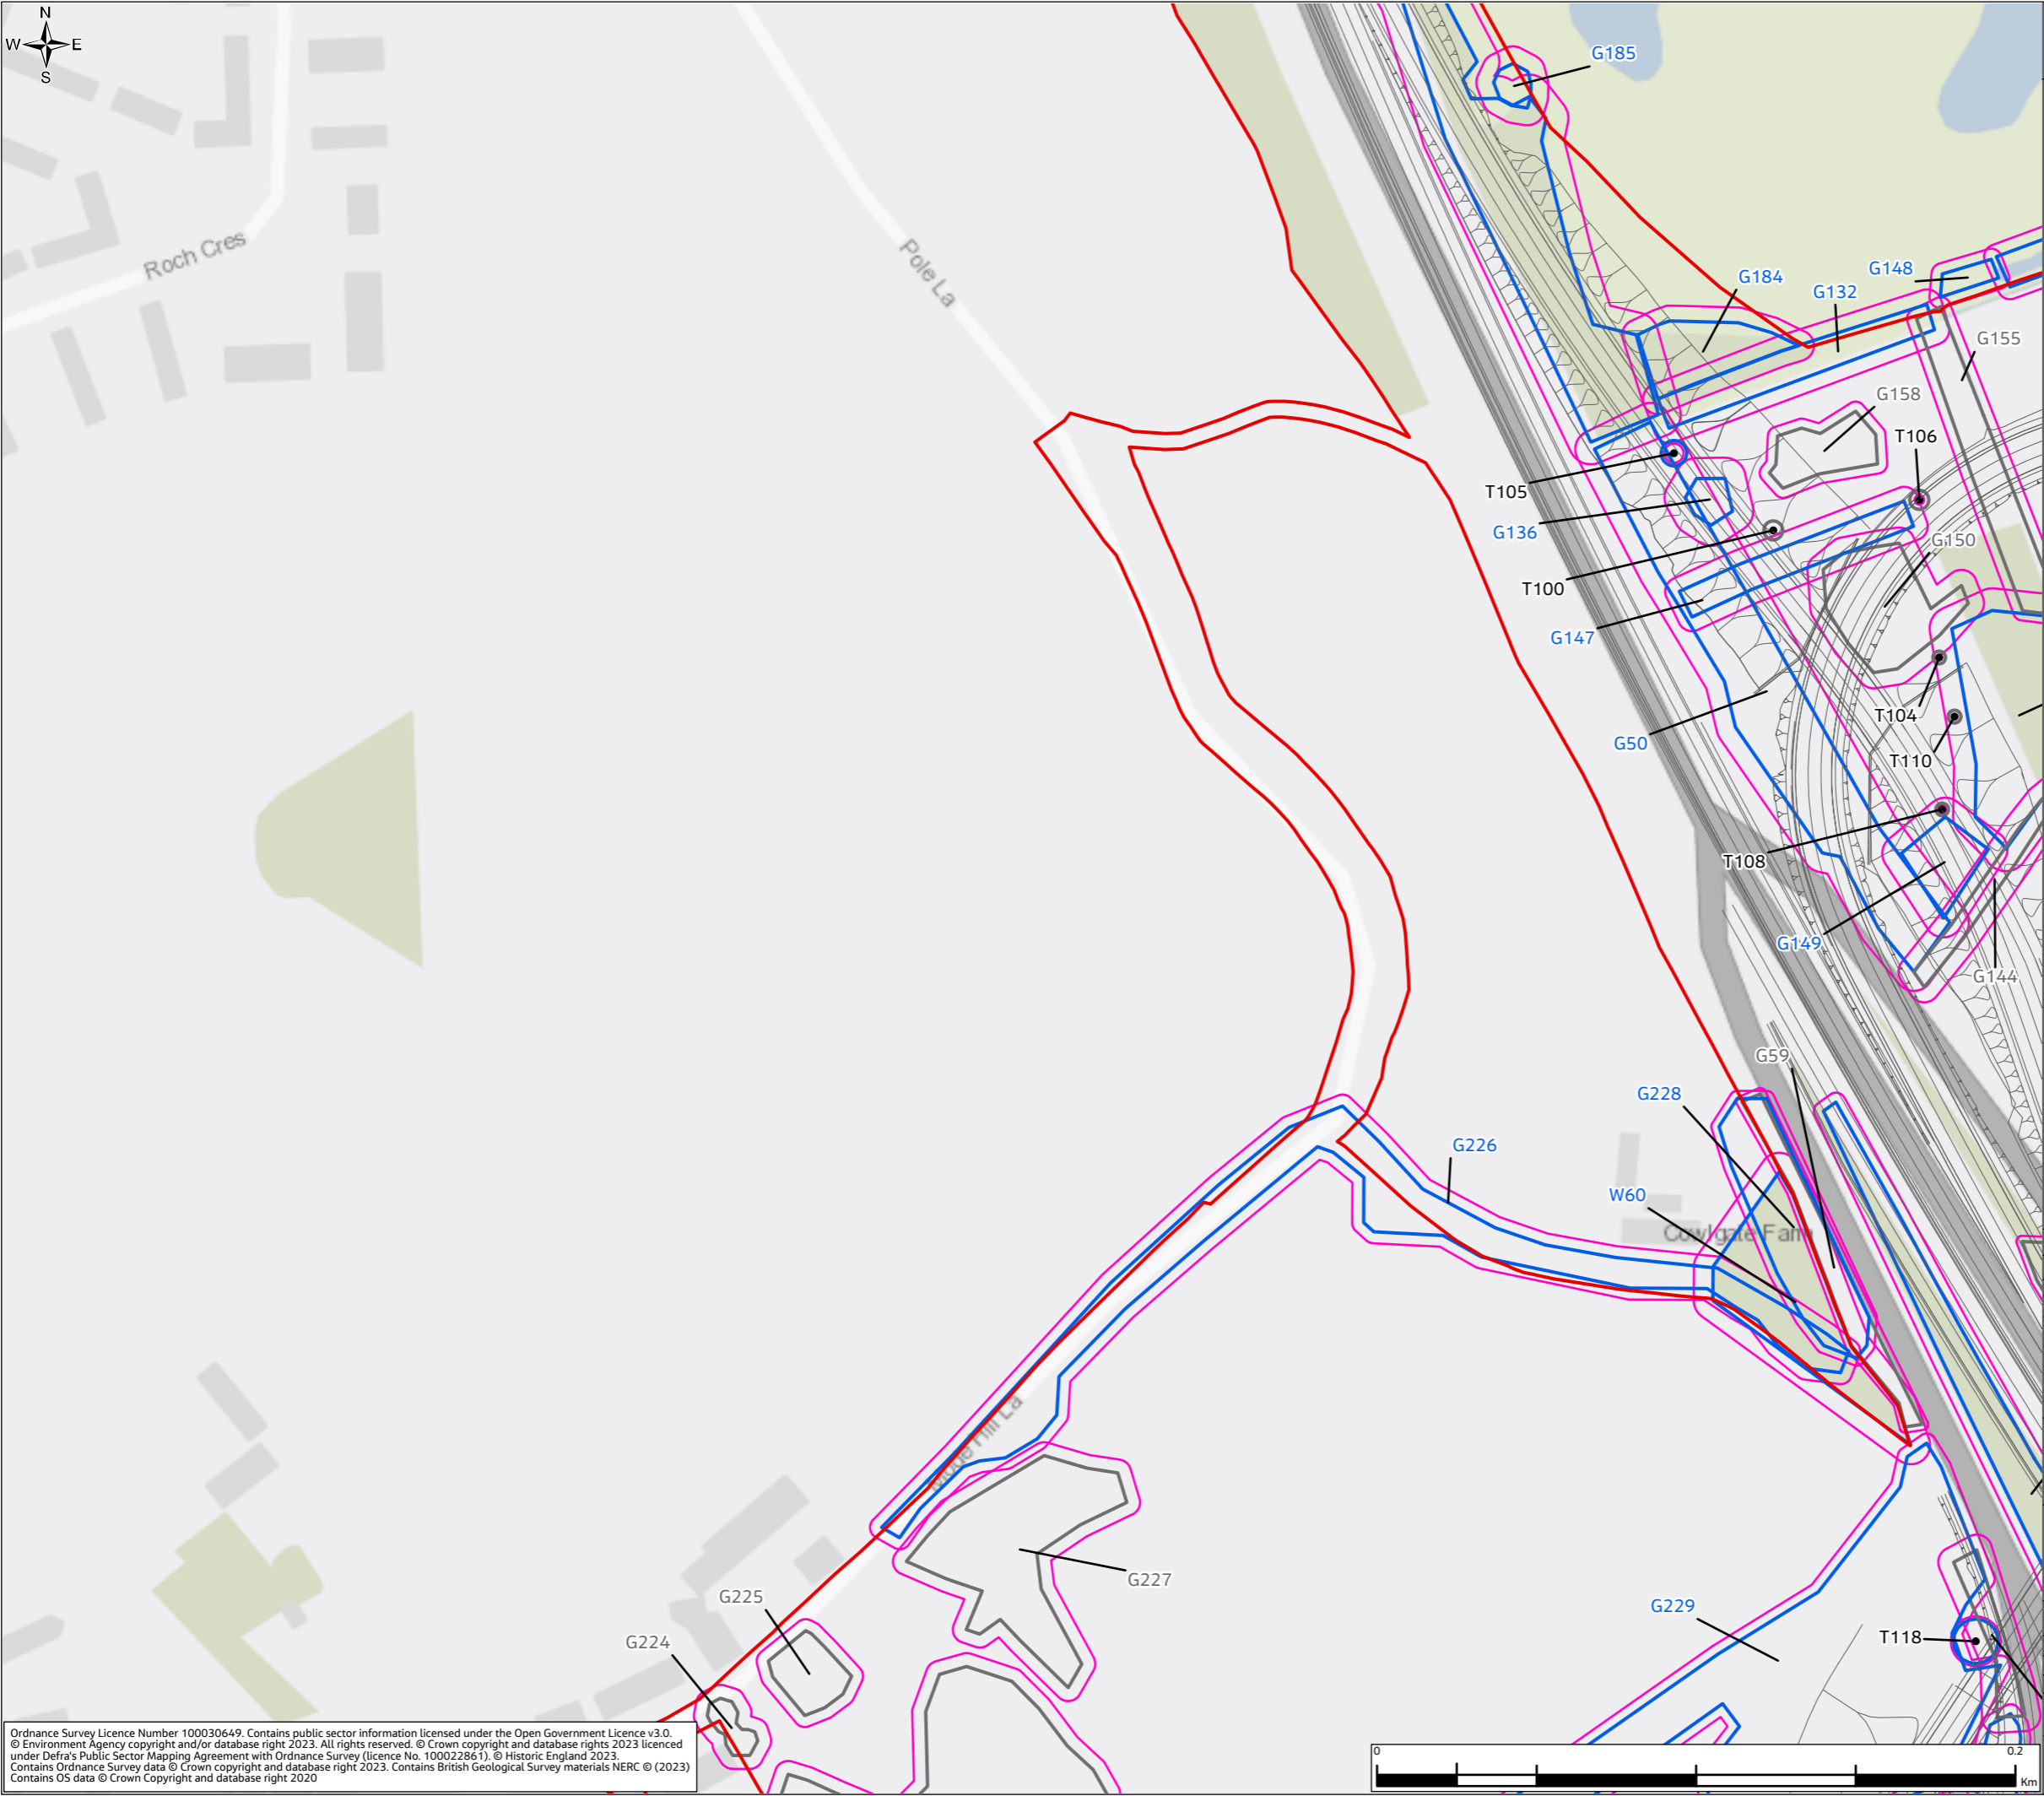 N
W E
S
G185
Roch Cres
Pole La
G184
G148
G132
G155
G158
T106
T105
G136
G150
T100
G147
T104
G50
T110
T108
G149
G144
G59
G228
G226
W60
Cowlgate Farm
Hill La
G227
G225
G229
G224
T118
Ordnance Survey Licence Number 100030649. Contains public sector information licensed under the Open Government Licence v3.0.
© Environment Agency copyright and/or database right 2023. All rights reserved. © Crown copyright and database rights 2023 licenced
under Defra's Public Sector Mapping Agreement with Ordnance Survey (licence No. 100022861). © Historic England 2023.
Contains Ordnance Survey data © Crown copyright and database right 2023. Contains British Geological Survey materials NERC © (2023)
Contains OS data © Crown Copyright and database right 2020
0 0.2
Km